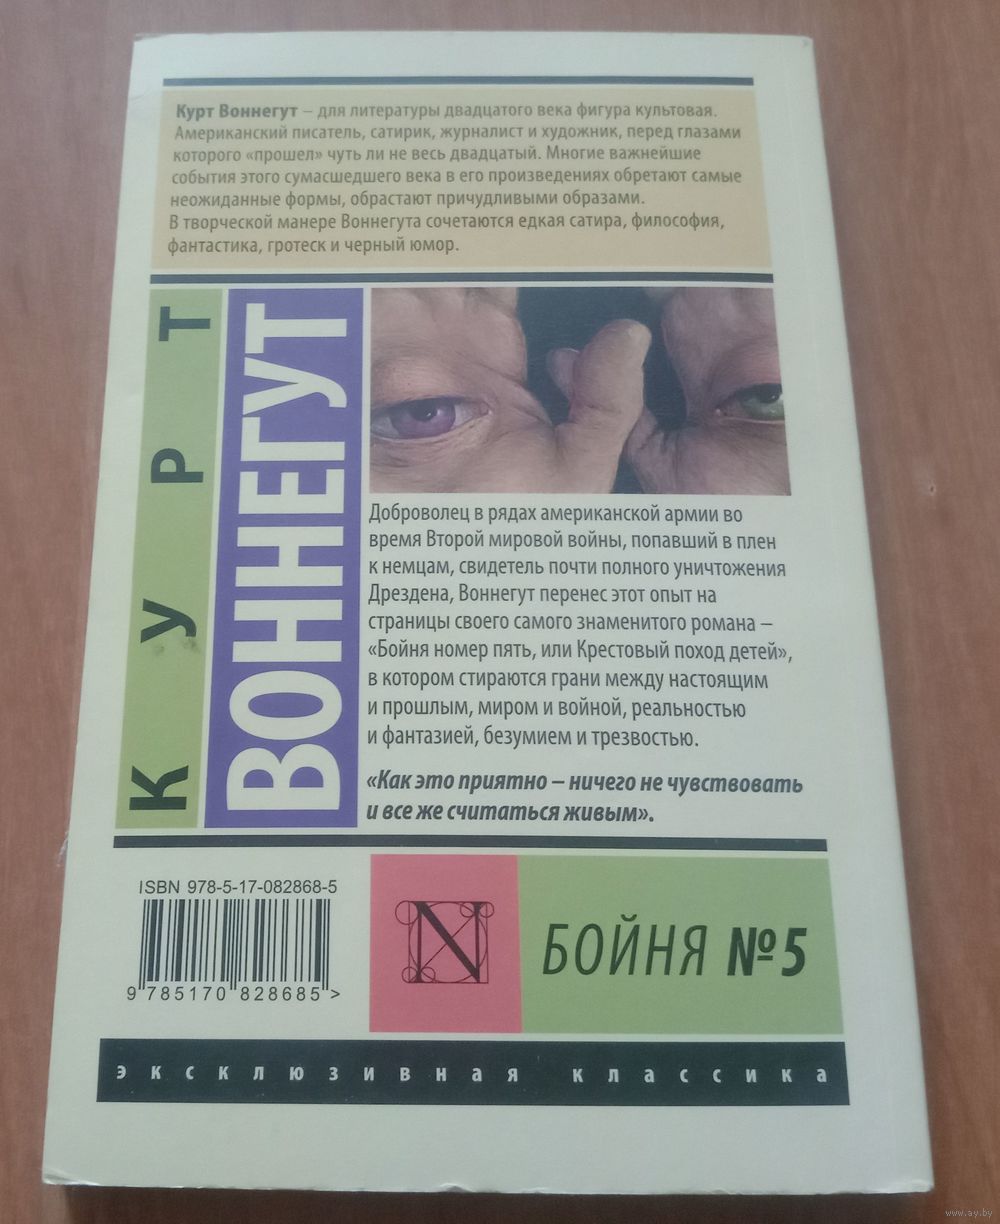 Курт Воннегут – для литературы двадцатого века фигура культовая.
Американский писатель, сатирик, журналист и художник, перед глазами
которого «прошел» чуть ли не весь двадцатый. Многие важнейшие
события этого сумасшедшего века в его произведениях обретают самые
неожиданные формы, обрастают причудливыми образами.
В творческой манере Воннегута сочетаются едкая сатира, философия,
фантастика, гротеск и черный юмор.
КУРТ
ВОННЕГУТ
Доброволец в рядах американской армии во
время Второй мировой войны, попавший в плен
к немцам, свидетель почти полного уничтожения
Дрездена, Воннегут перенес этот опыт на
страницы своего самого знаменитого романа –
«Бойня номер пять, или Крестовый поход детей»,
в котором стираются грани между настоящим
и прошлым, миром и войной, реальностью
и фантазией, безумием и трезвостью.
«Как это приятно – ничего не чувствовать
и все же считаться живым».
ISBN 978-5-17-082868-5
9 785170 828685 >
N
БОЙНЯ №5
эксклюзивная классика
www.ay.by